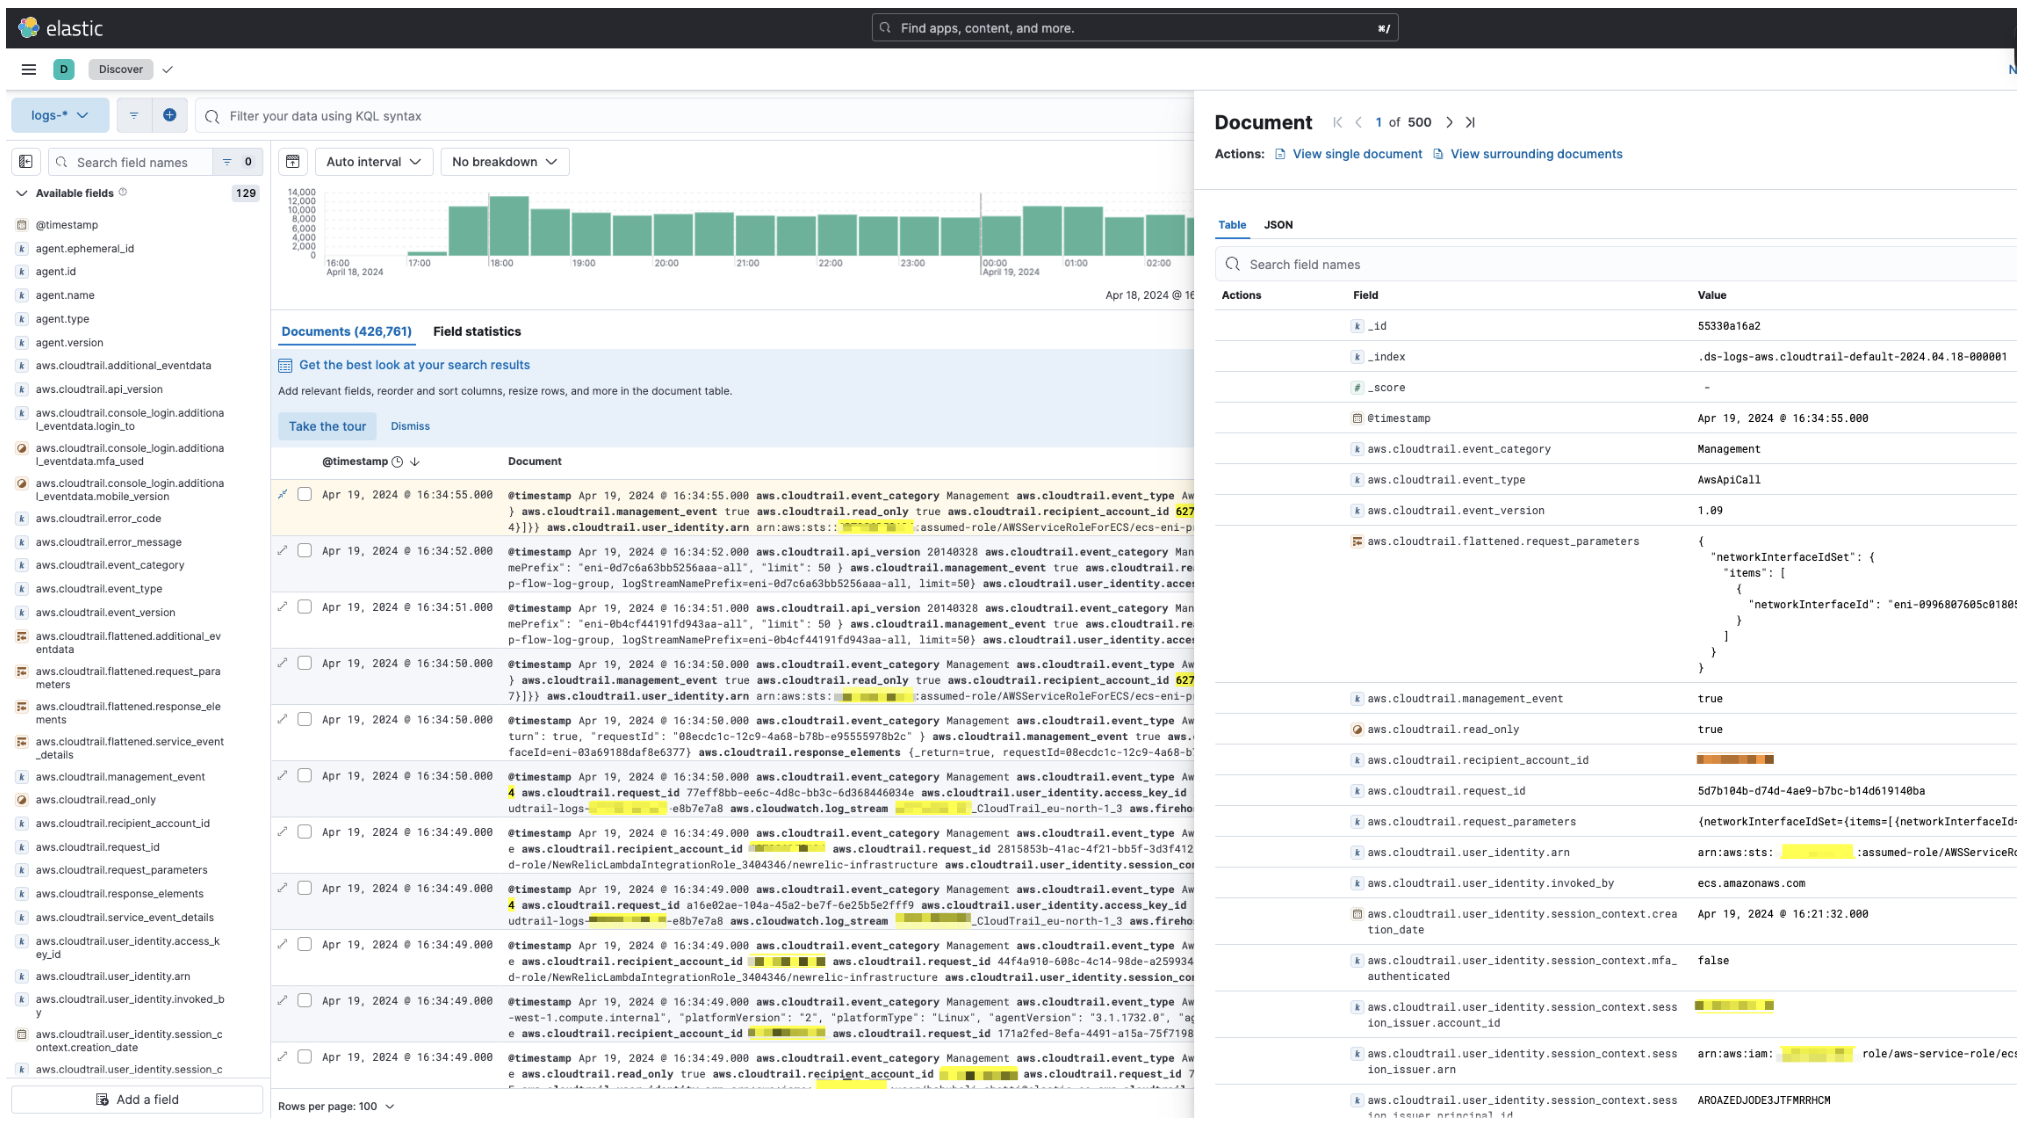 elastic
Find apps, content, and more.
⌘/
D
Discover
N
logs-*
Filter your data using KQL syntax
Search field names
0
Available fields
129
@timestamp
agent.ephemeral_id
agent.id
agent.name
agent.type
agent.version
aws.cloudtrail.additional_eventdata
aws.cloudtrail.api_version
aws.cloudtrail.console_login.additiona
l_eventdata.login_to
aws.cloudtrail.console_login.additiona
l_eventdata.mfa_used
aws.cloudtrail.console_login.additiona
l_eventdata.mobile_version
aws.cloudtrail.error_code
aws.cloudtrail.error_message
aws.cloudtrail.event_category
aws.cloudtrail.event_type
aws.cloudtrail.event_version
aws.cloudtrail.flattened.additional_ev
entdata
aws.cloudtrail.flattened.request_para
meters
aws.cloudtrail.flattened.response_ele
ments
aws.cloudtrail.flattened.service_event
_details
aws.cloudtrail.management_event
aws.cloudtrail.read_only
aws.cloudtrail.recipient_account_id
aws.cloudtrail.request_id
aws.cloudtrail.request_parameters
aws.cloudtrail.response_elements
aws.cloudtrail.service_event_details
aws.cloudtrail.user_identity.access_k
ey_id
aws.cloudtrail.user_identity.arn
aws.cloudtrail.user_identity.invoked_b
y
aws.cloudtrail.user_identity.session_c
ontext.creation_date
aws.cloudtrail.user_identity.session_c
Add a field
Auto interval
No breakdown
14,000
12,000
10,000
8,000
6,000
4,000
2,000
0
16:00 17:00 18:00 19:00 20:00 21:00 22:00 23:00 00:00 01:00 02:00
April 18, 2024 April 19, 2024
Apr 18, 2024 @ 16
Documents (426,761) Field statistics
Get the best look at your search results
Add relevant fields, reorder and sort columns, resize rows, and more in the document table.
Take the tour Dismiss
@timestamp Document
Apr 19, 2024 @ 16:34:55.000 @timestamp Apr 19, 2024 @ 16:34:55.000 aws.cloudtrail.event_category Management aws.cloudtrail.event_type Aw
} aws.cloudtrail.management_event true aws.cloudtrail.read_only true aws.cloudtrail.recipient_account_id 627
4}]}} aws.cloudtrail.user_identity.arn arn:aws:sts:: :assumed-role/AWSServiceRoleForECS/ecs-eni-pr
Apr 19, 2024 @ 16:34:52.000 @timestamp Apr 19, 2024 @ 16:34:52.000 aws.cloudtrail.api_version 20140328 aws.cloudtrail.event_category Man
mePrefix": "eni-0d7c6a63bb5256aaa-all", "limit": 50 } aws.cloudtrail.management_event true aws.cloudtrail.rea
p-flow-log-group, logStreamNamePrefix=eni-0d7c6a63bb5256aaa-all, limit=50} aws.cloudtrail.user_identity.acces
Apr 19, 2024 @ 16:34:51.000 @timestamp Apr 19, 2024 @ 16:34:51.000 aws.cloudtrail.api_version 20140328 aws.cloudtrail.event_category Man
mePrefix": "eni-0b4cf44191fd943aa-all", "limit": 50 } aws.cloudtrail.management_event true aws.cloudtrail.rea
p-flow-log-group, logStreamNamePrefix=eni-0b4cf44191fd943aa-all, limit=50} aws.cloudtrail.user_identity.acces
Apr 19, 2024 @ 16:34:50.000 @timestamp Apr 19, 2024 @ 16:34:50.000 aws.cloudtrail.event_category Management aws.cloudtrail.event_type Aw
} aws.cloudtrail.management_event true aws.cloudtrail.read_only true aws.cloudtrail.recipient_account_id 627
7}]}} aws.cloudtrail.user_identity.arn arn:aws:sts: :assumed-role/AWSServiceRoleForECS/ecs-eni-pr
Apr 19, 2024 @ 16:34:50.000 @timestamp Apr 19, 2024 @ 16:34:50.000 aws.cloudtrail.event_category Management aws.cloudtrail.event_type Aw
turn": true, "requestId": "08ecdc1c-12c9-4a68-b78b-e95555978b2c" } aws.cloudtrail.management_event true aws.
faceId=eni-03a69188daf8e6377} aws.cloudtrail.response_elements {_return=true, requestId=08ecdc1c-12c9-4a68-b7
Apr 19, 2024 @ 16:34:50.000 @timestamp Apr 19, 2024 @ 16:34:50.000 aws.cloudtrail.event_category Management aws.cloudtrail.event_type Aw
4 aws.cloudtrail.request_id 77eff8bb-ee6c-4d8c-bb3c-6d368446034e aws.cloudtrail.user_identity.access_key_id
udtrail-logs- -e8b7e7a8 aws.cloudwatch.log_stream _CloudTrail_eu-north-1_3 aws.fireho
Apr 19, 2024 @ 16:34:49.000 @timestamp Apr 19, 2024 @ 16:34:49.000 aws.cloudtrail.event_category Management aws.cloudtrail.event_type Aw
e aws.cloudtrail.recipient_account_id aws.cloudtrail.request_id 2815853b-41ac-4f21-bb5f-3d3f412
d-role/NewRelicLambdaIntegrationRole_3404346/newrelic-infrastructure aws.cloudtrail.user_identity.session_con
Apr 19, 2024 @ 16:34:49.000 @timestamp Apr 19, 2024 @ 16:34:49.000 aws.cloudtrail.event_category Management aws.cloudtrail.event_type Aw
4 aws.cloudtrail.request_id a16e02ae-104a-45a2-be7f-6e25b5e2fff9 aws.cloudtrail.user_identity.access_key_id
udtrail-logs- -e8b7e7a8 aws.cloudwatch.log_stream _CloudTrail_eu-north-1_3 aws.fireho
Apr 19, 2024 @ 16:34:49.000 @timestamp Apr 19, 2024 @ 16:34:49.000 aws.cloudtrail.event_category Management aws.cloudtrail.event_type Aw
e aws.cloudtrail.recipient_account_id aws.cloudtrail.request_id 44f4a910-608c-4c14-98de-a259934
d-role/NewRelicLambdaIntegrationRole_3404346/newrelic-infrastructure aws.cloudtrail.user_identity.session_con
Apr 19, 2024 @ 16:34:49.000 @timestamp Apr 19, 2024 @ 16:34:49.000 aws.cloudtrail.event_category Management aws.cloudtrail.event_type Aw
-west-1.compute.internal", "platformVersion": "2", "platformType": "Linux", "agentVersion": "3.1.1732.0", "ag
e aws.cloudtrail.recipient_account_id aws.cloudtrail.request_id 171a2fed-8efa-4491-a15a-75f7198
Apr 19, 2024 @ 16:34:49.000 @timestamp Apr 19, 2024 @ 16:34:49.000 aws.cloudtrail.event_category Management aws.cloudtrail.event_type Aw
aws.cloudtrail.read_only true aws.cloudtrail.recipient_account_id aws.cloudtrail.request_id 7
Rows per page: 100
Document
1 of 500
Actions: View single document View surrounding documents
Table JSON
Search field names
Actions Field Value
_id 55330a16a2
_index .ds-logs-aws.cloudtrail-default-2024.04.18-000001
_score -
@timestamp Apr 19, 2024 @ 16:34:55.000
aws.cloudtrail.event_category Management
aws.cloudtrail.event_type AwsApiCall
aws.cloudtrail.event_version 1.09
aws.cloudtrail.flattened.request_parameters {
"networkInterfaceIdSet": {
"items": [
{
"networkInterfaceId": "eni-0996807605c01805
}
]
}
}
aws.cloudtrail.management_event true
aws.cloudtrail.read_only true
aws.cloudtrail.recipient_account_id
aws.cloudtrail.request_id 5d7b104b-d74d-4ae9-b7bc-b14d619140ba
aws.cloudtrail.request_parameters {networkInterfaceIdSet={items=[{networkInterfaceId=
aws.cloudtrail.user_identity.arn arn:aws:sts: :assumed-role/AWSServiceRo
aws.cloudtrail.user_identity.invoked_by ecs.amazonaws.com
aws.cloudtrail.user_identity.session_context.crea
tion_date Apr 19, 2024 @ 16:21:32.000
aws.cloudtrail.user_identity.session_context.mfa_
authenticated false
aws.cloudtrail.user_identity.session_context.sess
ion_issuer.account_id
aws.cloudtrail.user_identity.session_context.sess
ion_issuer.arn arn:aws:iam: role/aws-service-role/ecs
aws.cloudtrail.user_identity.session_context.sess
ion_issuer.principal_id AROAZEDJODE3JTFMRRHCM